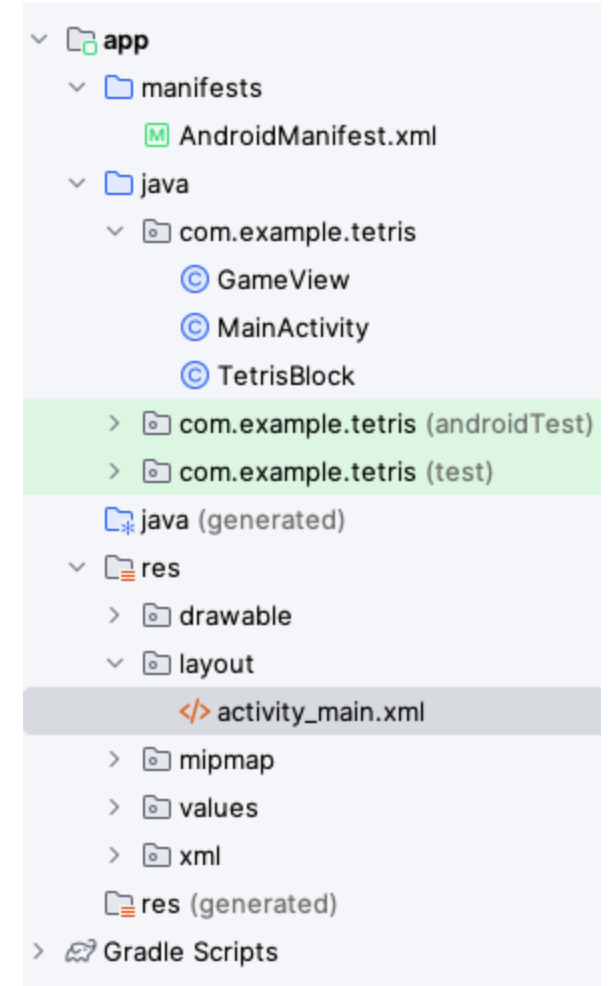 app
manifests
M AndroidManifest.xml
java
com.example.tetris
C GameView
C MainActivity
C TetrisBlock
com.example.tetris (androidTest)
com.example.tetris (test)
java (generated)
res
drawable
layout
</> activity_main.xml
mipmap
values
xml
res (generated)
Gradle Scripts